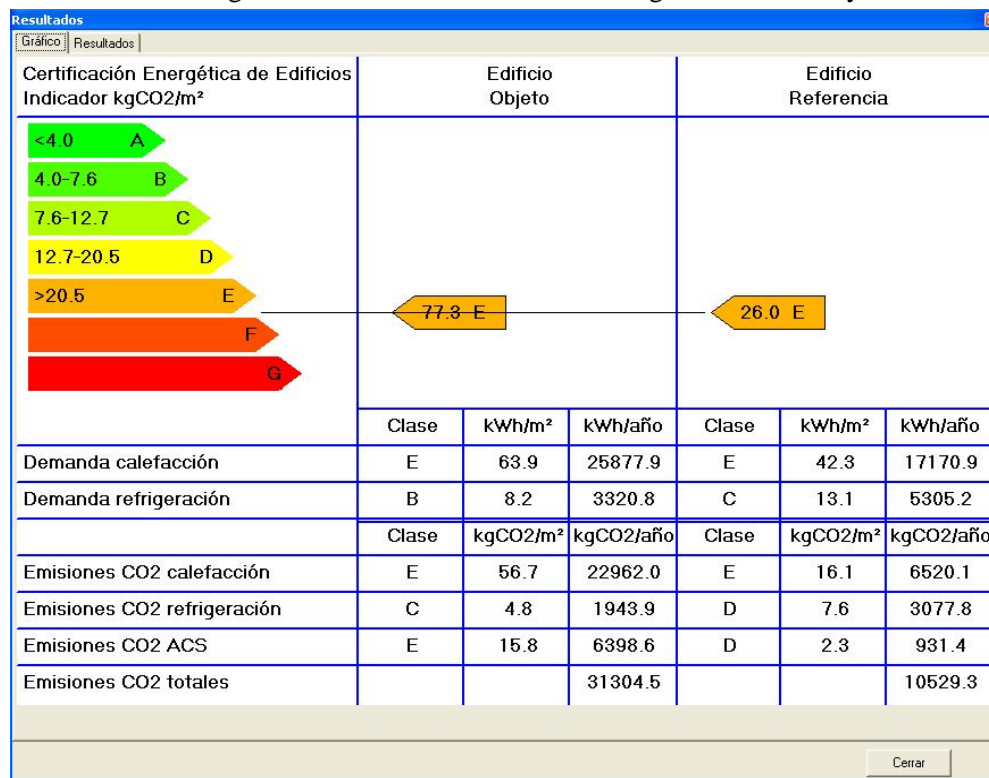 Resultados
Gráfico Resultados
Certificación Energética de Edificios
Indicador kgCO2/m²
Edificio
Objeto
Edificio
Referencia
<4.0 A
4.0-7.6 B
7.6-12.7 C
12.7-20.5 D
>20.5 E
F
G
77.3 E
26.0 E
Clase kWh/m² kWh/año Clase kWh/m² kWh/año
Demanda calefacción E 63.9 25877.9 E 42.3 17170.9
Demanda refrigeración B 8.2 3320.8 C 13.1 5305.2
Clase kgCO2/m² kgCO2/año Clase kgCO2/m² kgCO2/año
Emisiones CO2 calefacción E 56.7 22962.0 E 16.1 6520.1
Emisiones CO2 refrigeración C 4.8 1943.9 D 7.6 3077.8
Emisiones CO2 ACS E 15.8 6398.6 D 2.3 931.4
Emisiones CO2 totales 31304.5 10529.3
Cerrar